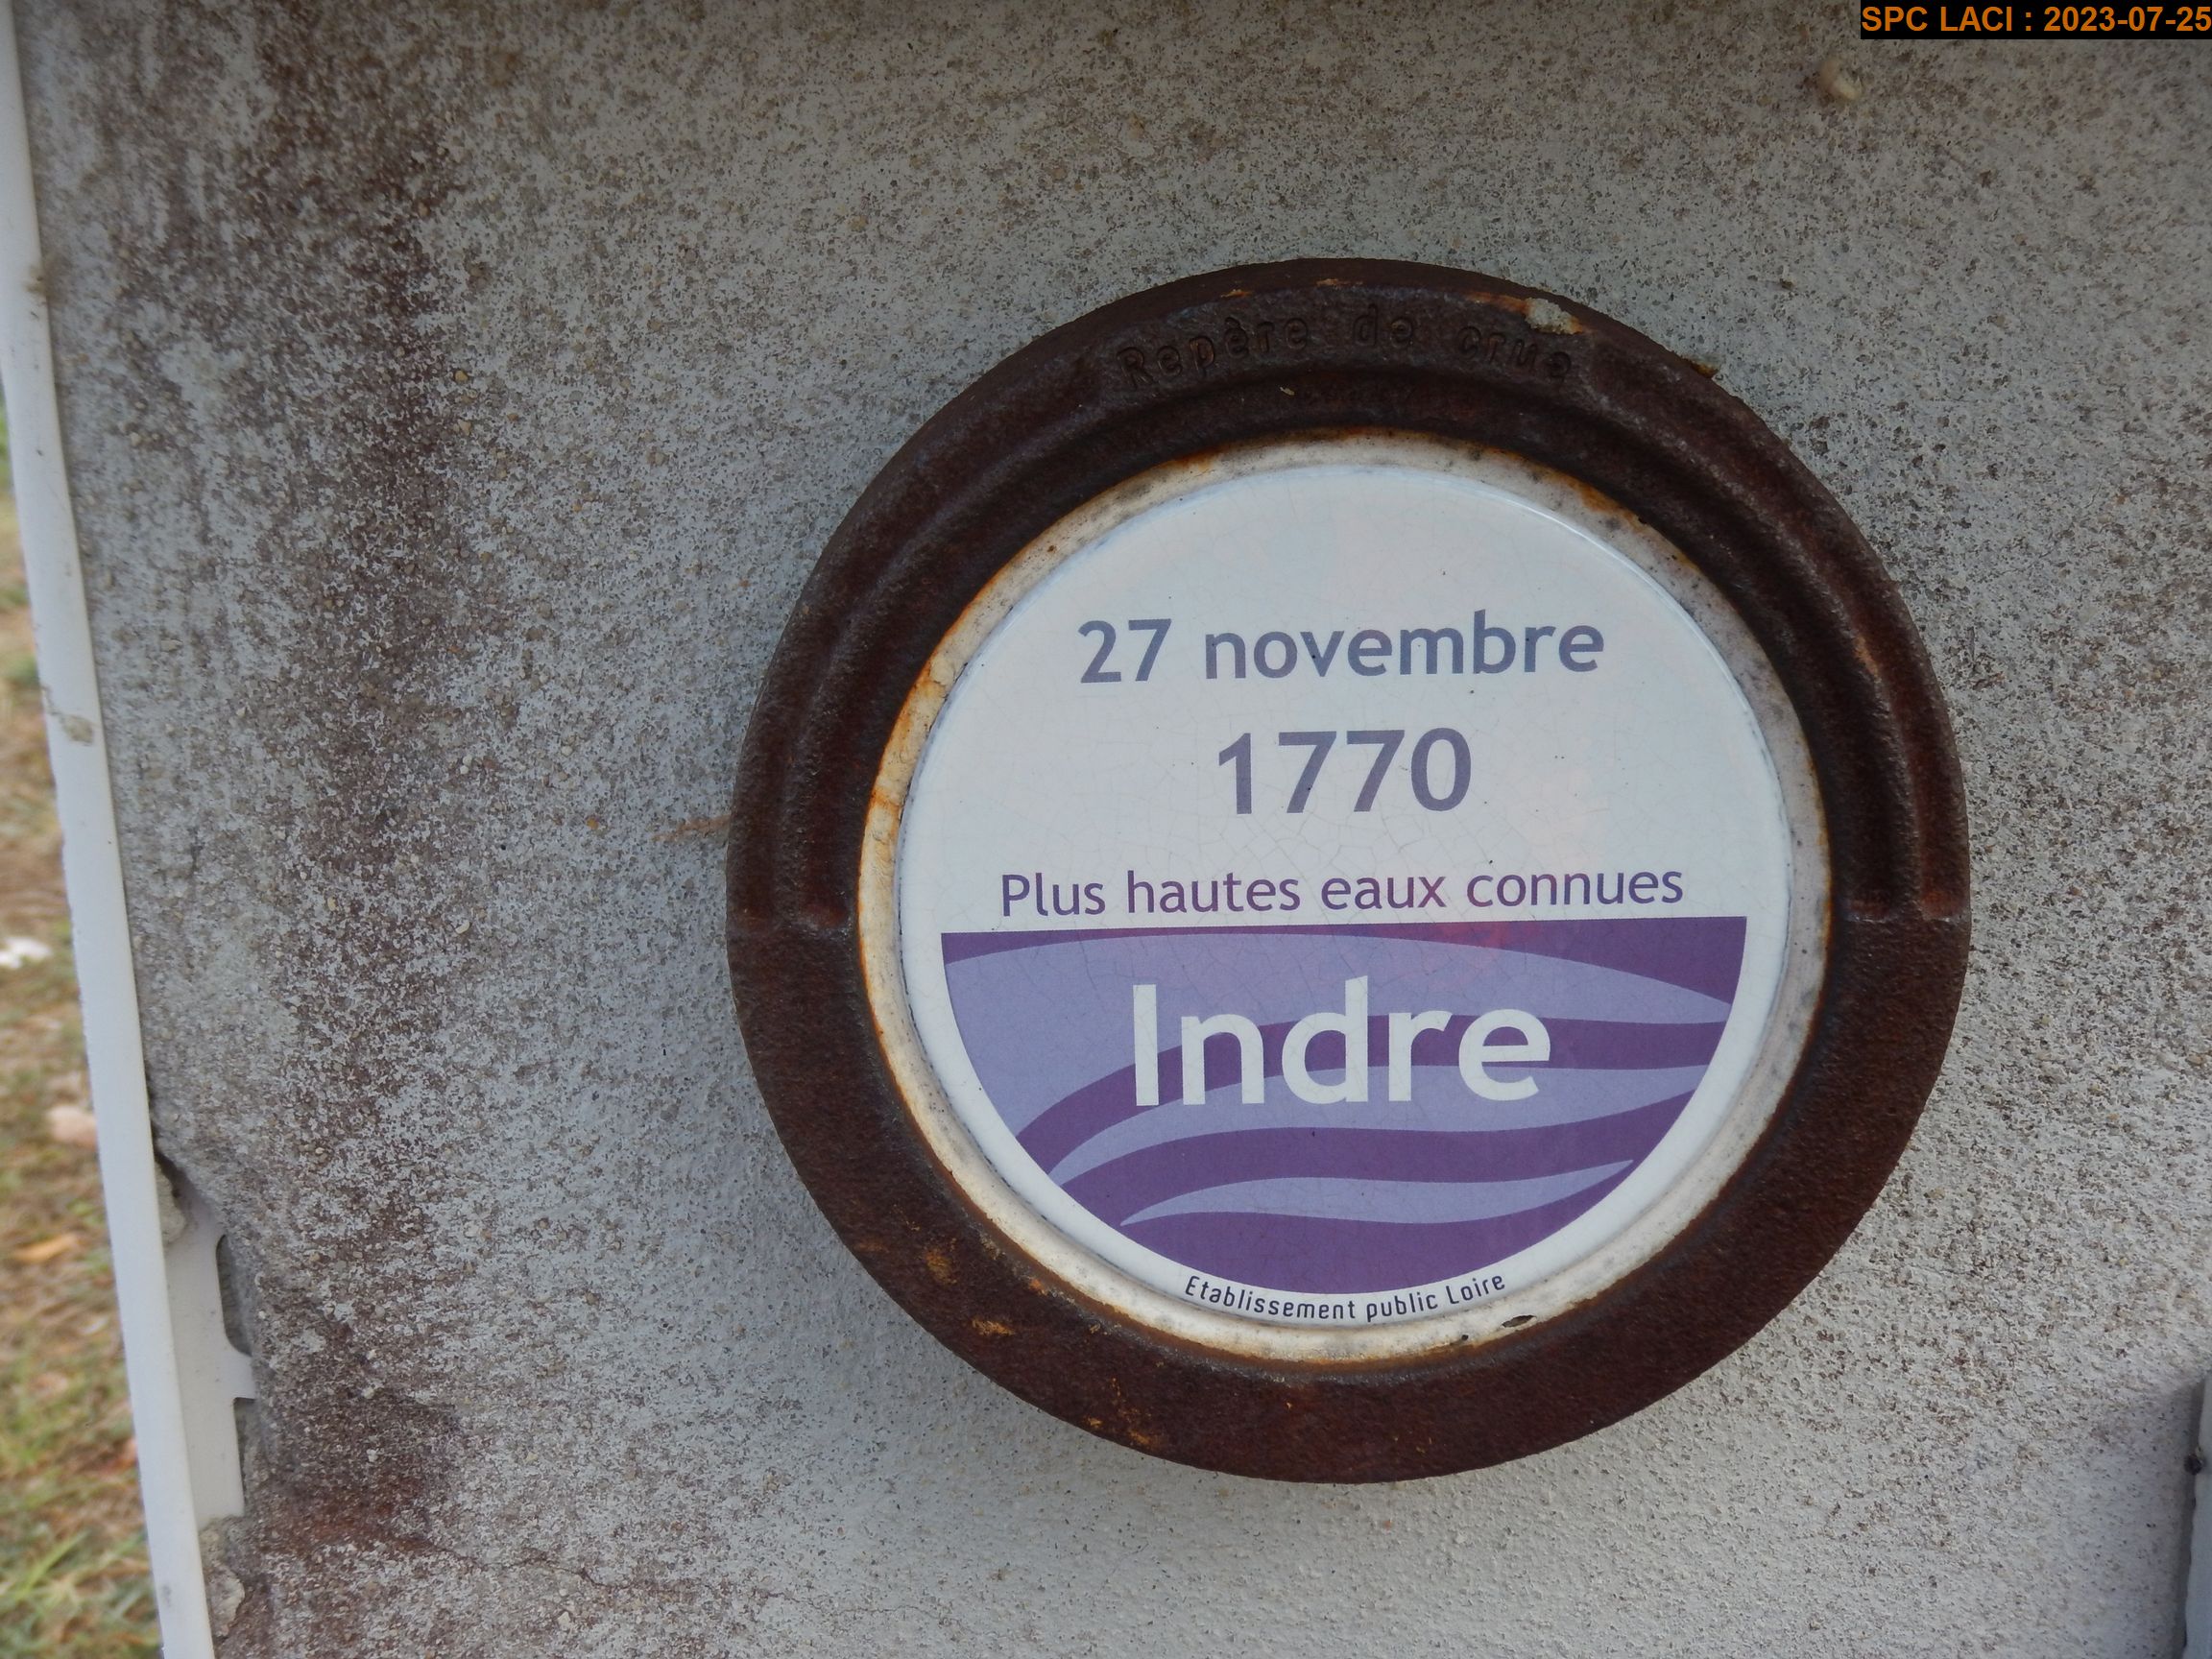 SPC LACI : 2023-07-25
Repère de crue
27 novembre
1770
Plus hautes eaux connues
Indre
Etablissement public Loire